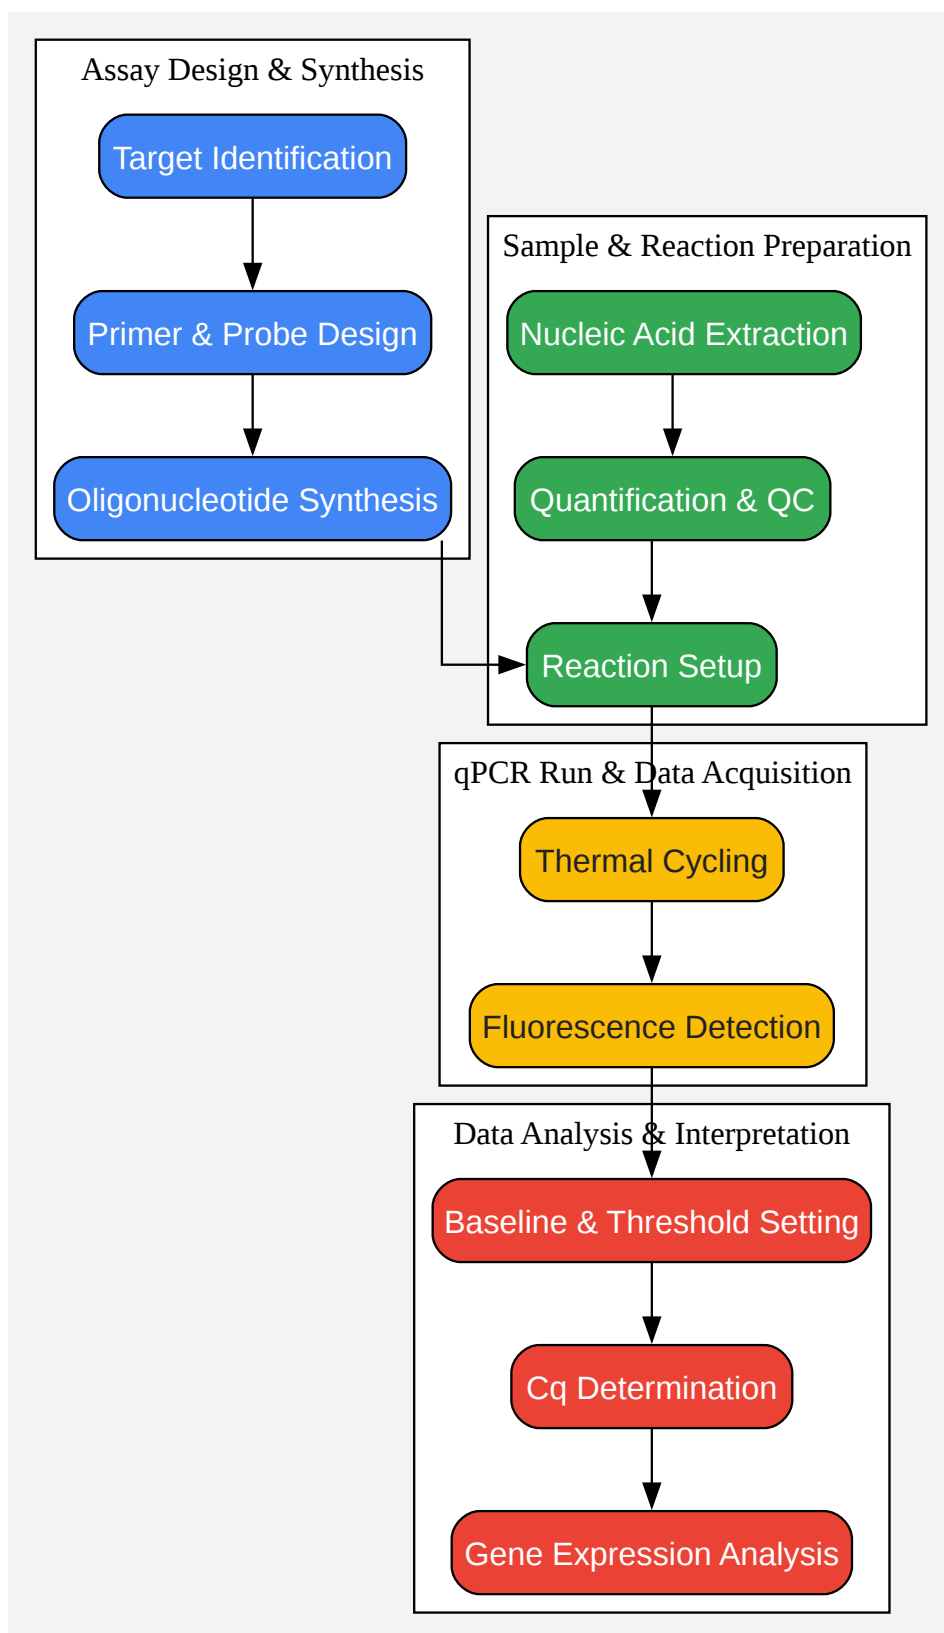 Assay Design & Synthesis
Target Identification
Primer & Probe Design
Oligonucleotide Synthesis
Sample & Reaction Preparation
Nucleic Acid Extraction
Quantification & QC
Reaction Setup
qPCR Run & Data Acquisition
Thermal Cycling
Fluorescence Detection
Data Analysis & Interpretation
Baseline & Threshold Setting
Cq Determination
Gene Expression Analysis